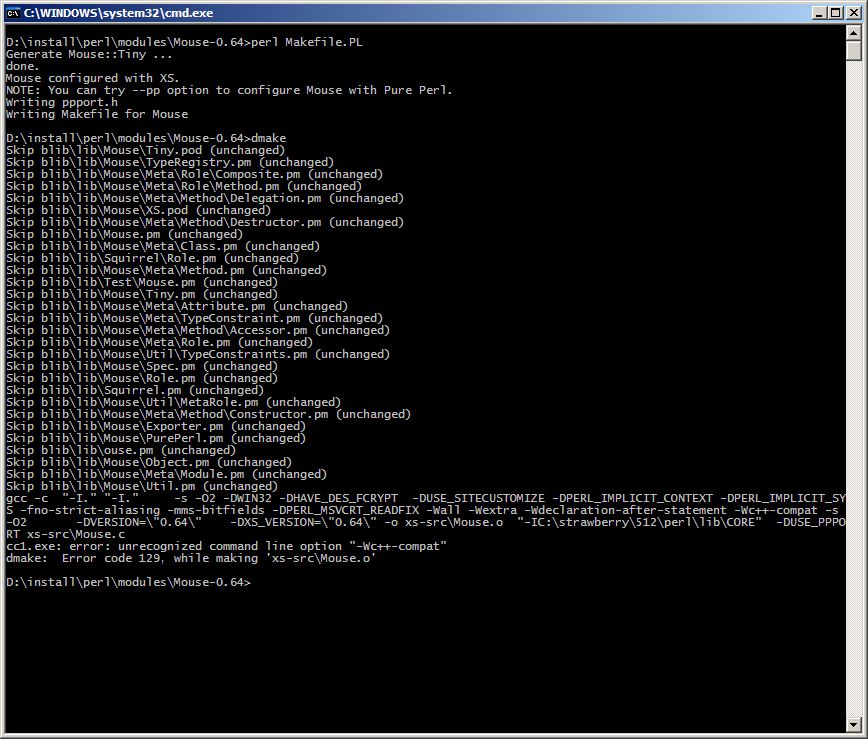 C:\WINDOWS\system32\cmd.exe
D:\install\perl\modules\Mouse-0.64>perl Makefile.PL
Generate Mouse::Tiny ...
done.
Mouse configured with XS.
NOTE: You can try --pp option to configure Mouse with Pure Perl.
Writing ppport.h
Writing Makefile for Mouse
D:\install\perl\modules\Mouse-0.64>dmake
Skip blib\lib\Mouse\Tiny.pod (unchanged)
Skip blib\lib\Mouse\TypeRegistry.pm (unchanged)
Skip blib\lib\Mouse\Meta\Role\Composite.pm (unchanged)
Skip blib\lib\Mouse\Meta\Role\Method.pm (unchanged)
Skip blib\lib\Mouse\Meta\Method\Delegation.pm (unchanged)
Skip blib\lib\Mouse\XS.pod (unchanged)
Skip blib\lib\Mouse\Meta\Method\Destructor.pm (unchanged)
Skip blib\lib\Mouse.pm (unchanged)
Skip blib\lib\Mouse\Meta\Class.pm (unchanged)
Skip blib\lib\Squirrel\Role.pm (unchanged)
Skip blib\lib\Mouse\Meta\Method.pm (unchanged)
Skip blib\lib\Test\Mouse.pm (unchanged)
Skip blib\lib\Mouse\Tiny.pm (unchanged)
Skip blib\lib\Mouse\Meta\Attribute.pm (unchanged)
Skip blib\lib\Mouse\Meta\TypeConstraint.pm (unchanged)
Skip blib\lib\Mouse\Meta\Method\Accessor.pm (unchanged)
Skip blib\lib\Mouse\Meta\Role.pm (unchanged)
Skip blib\lib\Mouse\Util\TypeConstraints.pm (unchanged)
Skip blib\lib\Mouse\Spec.pm (unchanged)
Skip blib\lib\Mouse\Role.pm (unchanged)
Skip blib\lib\Squirrel.pm (unchanged)
Skip blib\lib\Mouse\Util\MetaRole.pm (unchanged)
Skip blib\lib\Mouse\Meta\Method\Constructor.pm (unchanged)
Skip blib\lib\Mouse\Exporter.pm (unchanged)
Skip blib\lib\Mouse\PurePerl.pm (unchanged)
Skip blib\lib\ouse.pm (unchanged)
Skip blib\lib\Mouse\Object.pm (unchanged)
Skip blib\lib\Mouse\Meta\Module.pm (unchanged)
Skip blib\lib\Mouse\Util.pm (unchanged)
gcc -c  "-I." "-I."     -s -O2 -DWIN32 -DHAVE_DES_FCRYPT  -DUSE_SITECUSTOMIZE -DPERL_IMPLICIT_CONTEXT -DPERL_IMPLICIT_SY
S -fno-strict-aliasing -mms-bitfields -DPERL_MSVCRT_READFIX -Wall -Wextra -Wdeclaration-after-statement -Wc++-compat -s
-O2       -DVERSION=\"0.64\"    -DXS_VERSION=\"0.64\" -o xs-src\Mouse.o  "-IC:\strawberry\512\perl\lib\CORE"  -DUSE_PPPO
RT xs-src\Mouse.c
cc1.exe: error: unrecognized command line option "-Wc++-compat"
dmake:  Error code 129, while making 'xs-src\Mouse.o'
D:\install\perl\modules\Mouse-0.64>